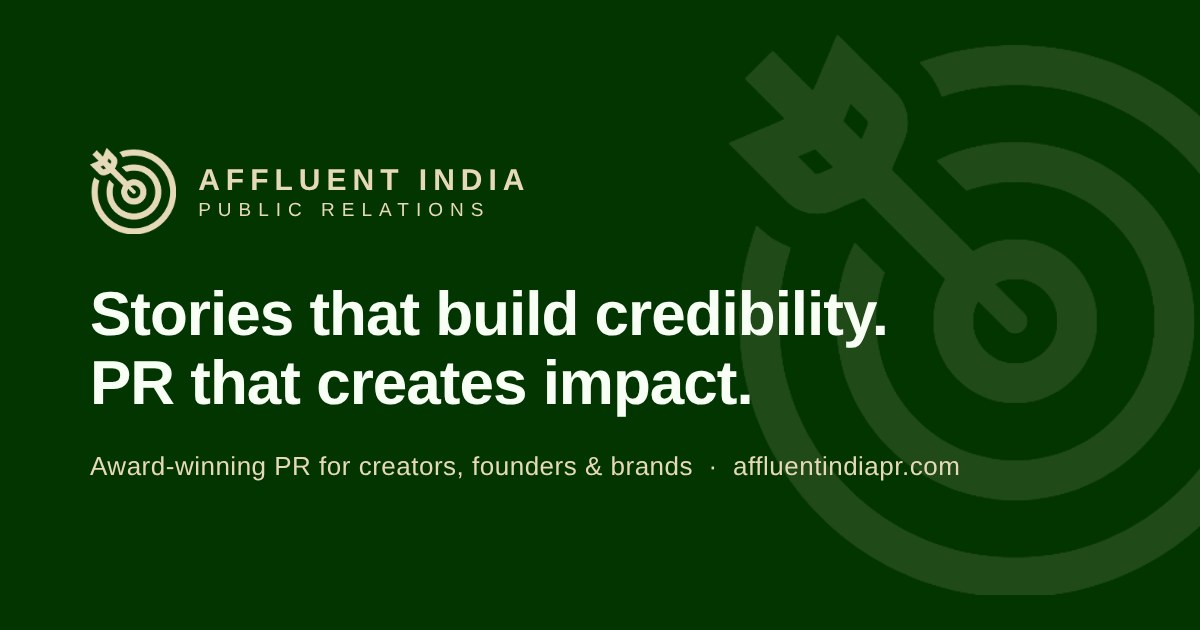 AFFLUENT INDIA
PUBLIC RELATIONS
Stories that build credibility.
PR that creates impact.
Award-winning PR for creators, founders & brands · affluentindiapr.com